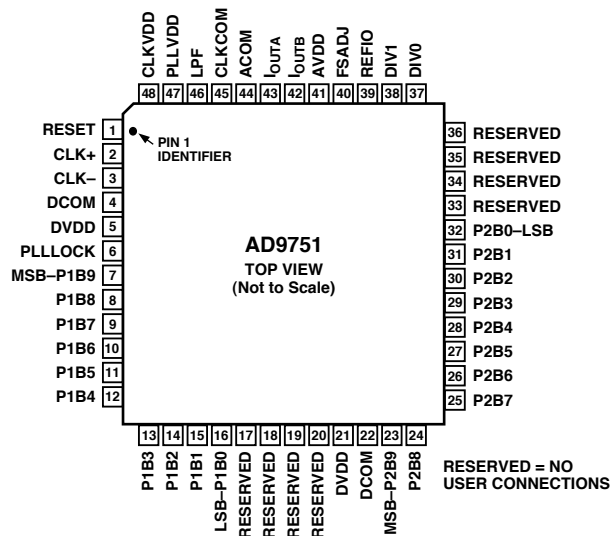 CLKVDD
PLLVDD
LPF
CLKCOM
ACOM
IOUTA
IOUTB
AVDD
FSADJ
REFIO
DIV1
DIV0
48 47 46 45 44 43 42 41 40 39 38 37
RESET 1
CLK+ 2
CLK– 3
DCOM 4
DVDD 5
PLLLOCK 6
MSB–P1B9 7
P1B8 8
P1B7 9
P1B6 10
P1B5 11
P1B4 12
PIN 1
IDENTIFIER
AD9751
TOP VIEW
(Not to Scale)
36 RESERVED
35 RESERVED
34 RESERVED
33 RESERVED
32 P2B0–LSB
31 P2B1
30 P2B2
29 P2B3
28 P2B4
27 P2B5
26 P2B6
25 P2B7
13 14 15 16 17 18 19 20 21 22 23 24
P1B3
P1B2
P1B1
LSB–P1B0
RESERVED
RESERVED
RESERVED
RESERVED
DVDD
DCOM
MSB–P2B9
P2B8
RESERVED = NO
USER CONNECTIONS